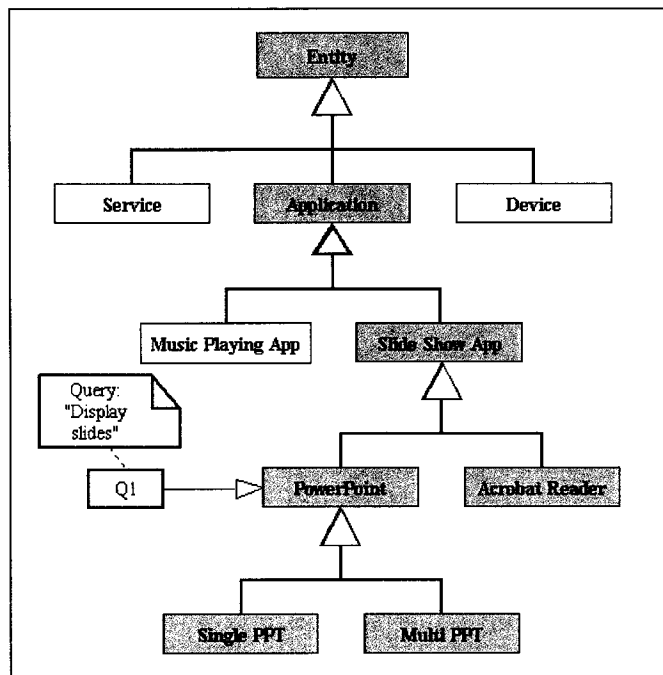 Entity
Service
Application
Device
Music Playing App
Slide Show App
Query:
"Display
slides"
Q1
PowerPoint
Acrobat Reader
Single PPT
Multi PPT